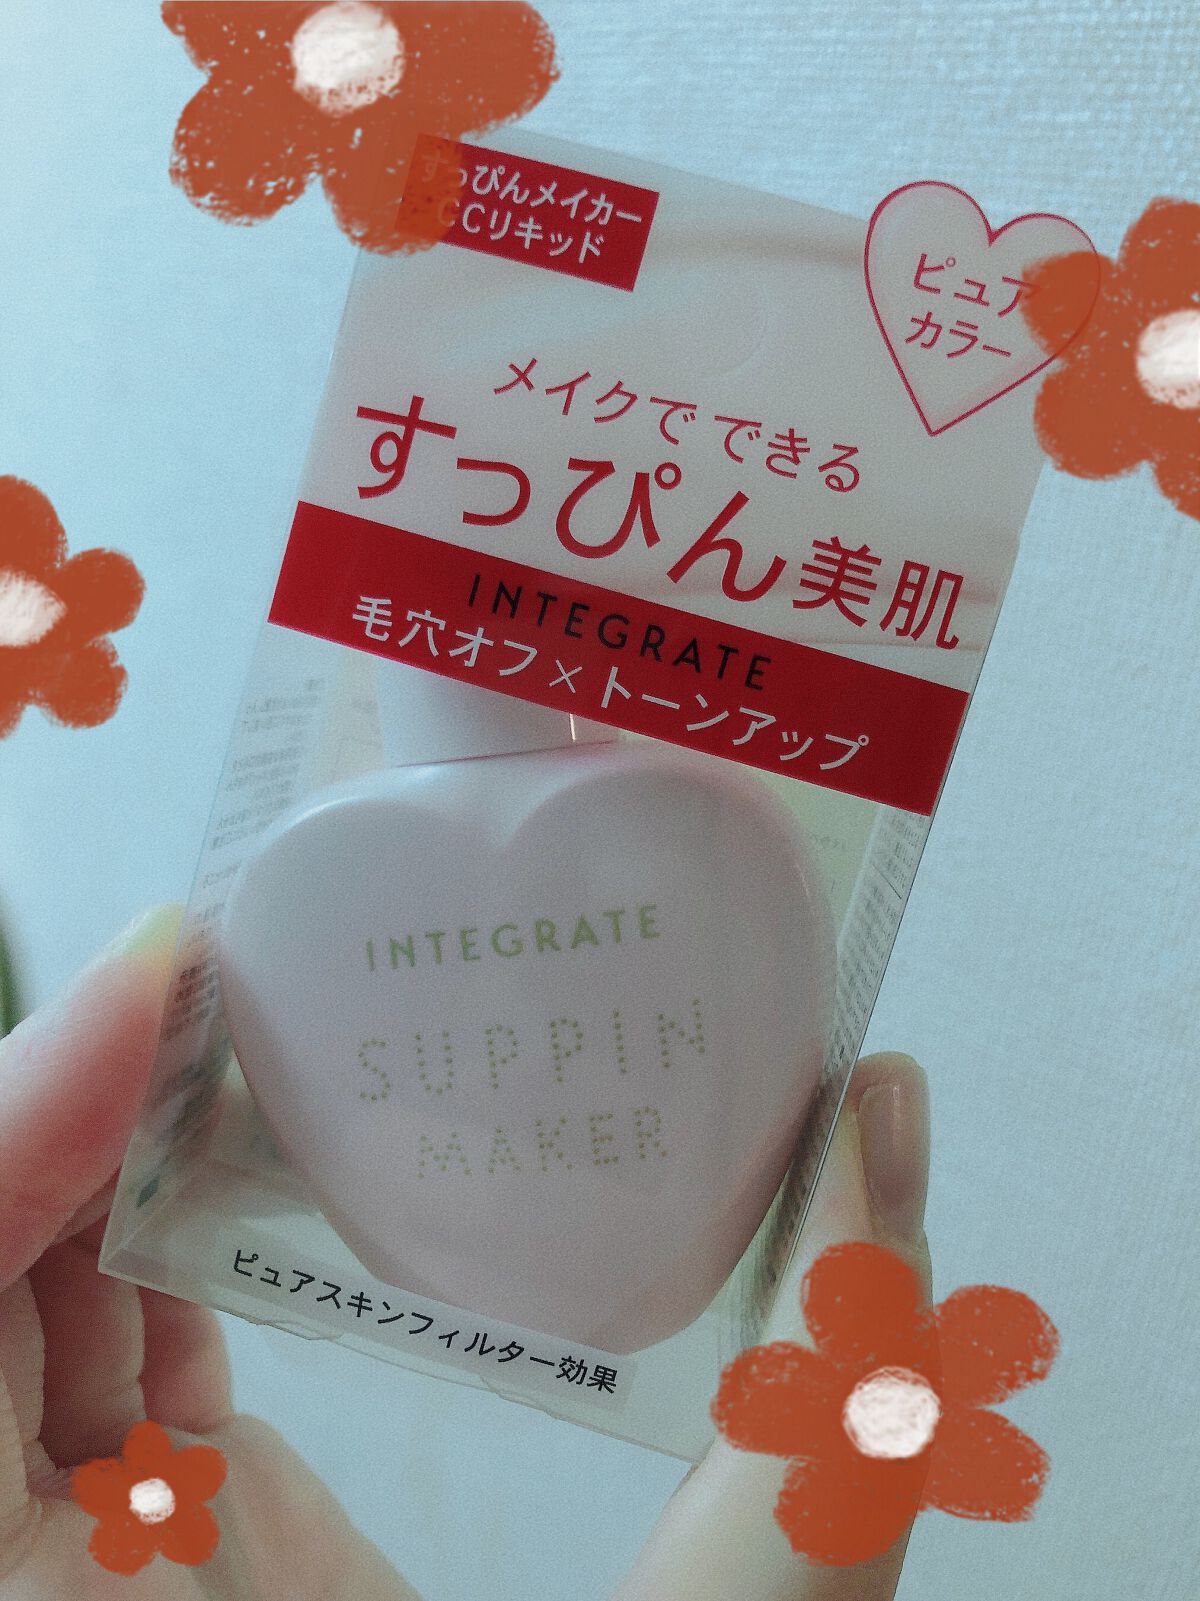 すっぴんメイカー
CCリキッド
ピュア
カラー
メイクで できる
すっぴん美肌
INTEGRATE
毛穴オフ×トーンアップ
INTEGRATE
SUPPIN
MAKER
ピュアスキンフィルター効果